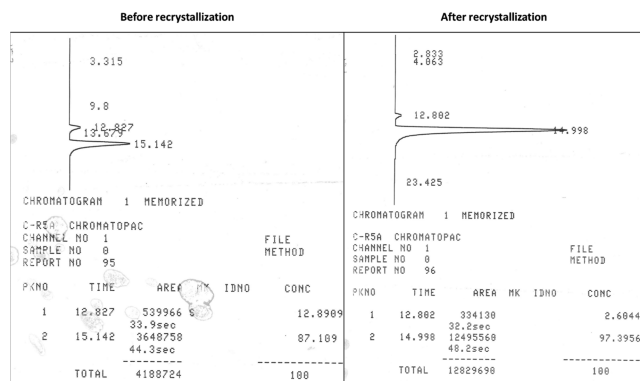 Before recrystallization
After recrystallization
3.315
9.8
12.827
13.679
15.142
CHROMATOGRAM 1 MEMORIZED
C-R5A CHROMATOPAC
CHANNEL NO 1 FILE
SAMPLE NO 0 METHOD
REPORT NO 95
PKNO TIME AREA MK IDNO CONC
1 12.827 539966 S 12.8909
33.9sec
2 15.142 3648758 87.109
44.3sec
TOTAL 4188724 100
2.833
4.063
12.802
14.998
23.425
CHROMATOGRAM 1 MEMORIZED
C-R5A CHROMATOPAC
CHANNEL NO 1 FILE
SAMPLE NO 0 METHOD
REPORT NO 96
PKNO TIME AREA MK IDNO CONC
1 12.802 334130 2.6044
32.2sec
2 14.998 12495560 97.3956
48.2sec
TOTAL 12829690 100